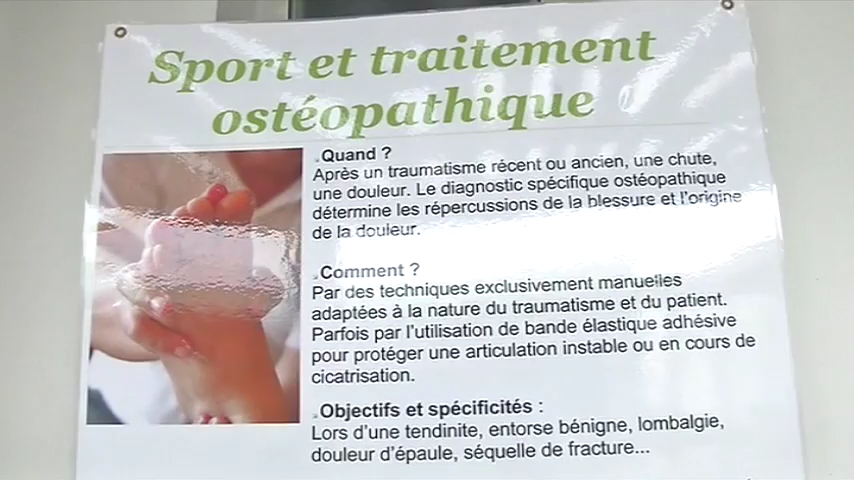 Sport et traitement
ostéopathique
Quand ?
Après un traumatisme récent ou ancien, une chute,
une douleur. Le diagnostic spécifique ostéopathique
détermine les répercussions de la blessure et l'origine
de la douleur.
Comment ?
Par des techniques exclusivement manuelles
adaptées à la nature du traumatisme et du patient.
Parfois par l'utilisation de bande élastique adhésive
pour protéger une articulation instable ou en cours de
cicatrisation.
Objectifs et spécificités :
Lors d'une tendinite, entorse bénigne, lombalgie,
douleur d'épaule, séquelle de fracture...